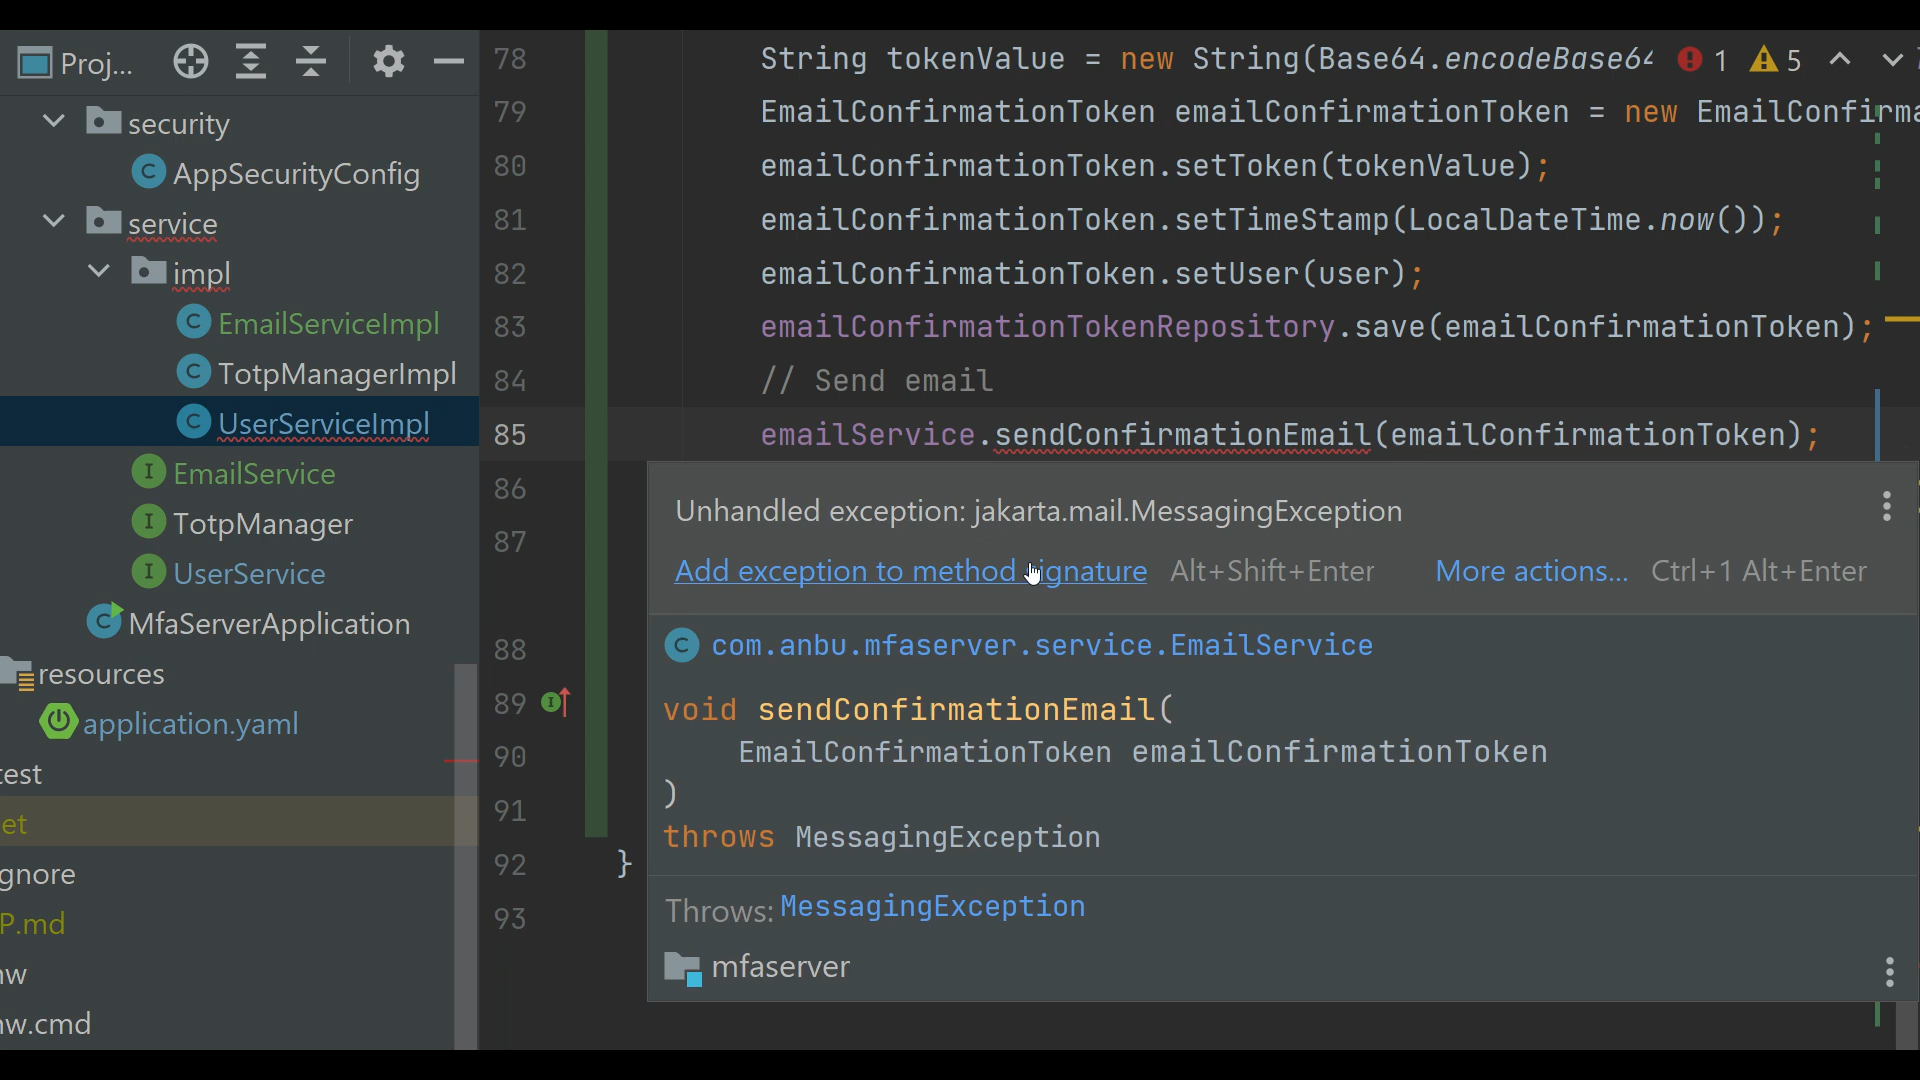 Proj...
security
AppSecurityConfig
service
impl
EmailServiceImpl
TotpManagerImpl
UserServiceImpl
EmailService
TotpManager
UserService
MfaServerApplication
resources
application.yaml
est
et
gnore
P.md
w
w.cmd
78 String tokenValue = new String(Base64.encodeBase64 1 5
79 EmailConfirmationToken emailConfirmationToken = new EmailConfirma
80 emailConfirmationToken.setToken(tokenValue);
81 emailConfirmationToken.setTimeStamp(LocalDateTime.now());
82 emailConfirmationToken.setUser(user);
83 emailConfirmationTokenRepository.save(emailConfirmationToken);
84 // Send email
85 emailService.sendConfirmationEmail(emailConfirmationToken);
86
87
88
89
90
91
92 }
93
Unhandled exception: jakarta.mail.MessagingException
Add exception to method signature Alt+Shift+Enter More actions... Ctrl+1 Alt+Enter
com.anbu.mfaserver.service.EmailService
void sendConfirmationEmail(
EmailConfirmationToken emailConfirmationToken
)
throws MessagingException
Throws: MessagingException
mfaserver